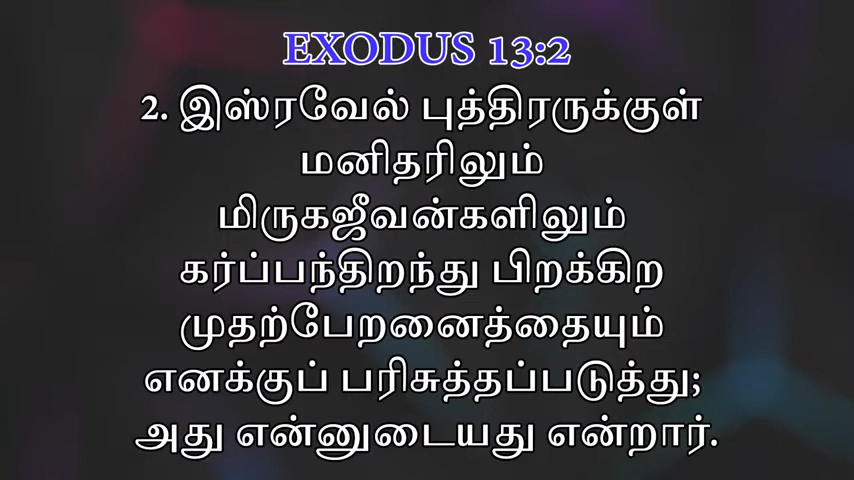 EXODUS 13:2
2. இஸ்ரவேல் புத்திரருக்குள்
மனிதரிலும்
மிருகஜீவன்களிலும்
கர்ப்பந்திறந்து பிறக்கிற
முதற்பேறனைத்தையும்
எனக்குப் பரிசுத்தப்படுத்து;
அது என்னுடையது என்றார்.